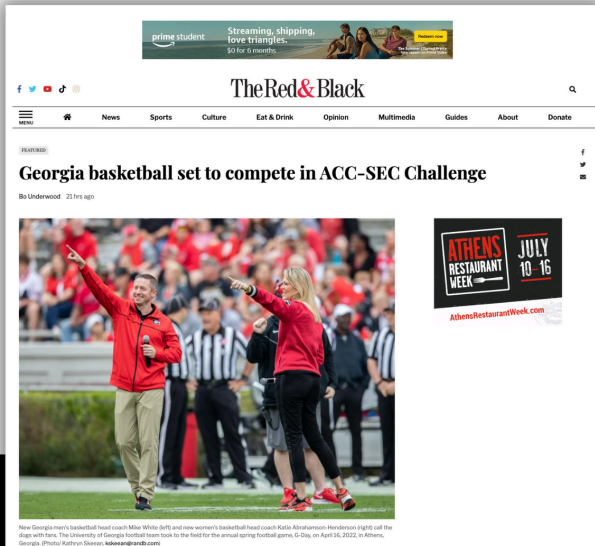 prime student
Streaming, shipping,
love triangles.
$0 for 6 months
Redeem now
The Red & Black
MENU
News
Sports
Culture
Eat & Drink
Opinion
Multimedia
Guides
About
Donate
FEATURED
Georgia basketball set to compete in ACC-SEC Challenge
Bo Underwood 21 hrs ago
ATHENS
RESTAURANT
WEEK
JULY
10-16
AthensRestaurantWeek.com
New Georgia men's basketball head coach Mike White (left) and new women's basketball head coach Katie Abrahamson-Henderson (right) call the
dogs with fans. The University of Georgia football team took to the field for the annual spring football game, G-Day, on April 16, 2022, in Athens,
Georgia. (Photo/ Kathryn Skeean, kskeean@randb.com)